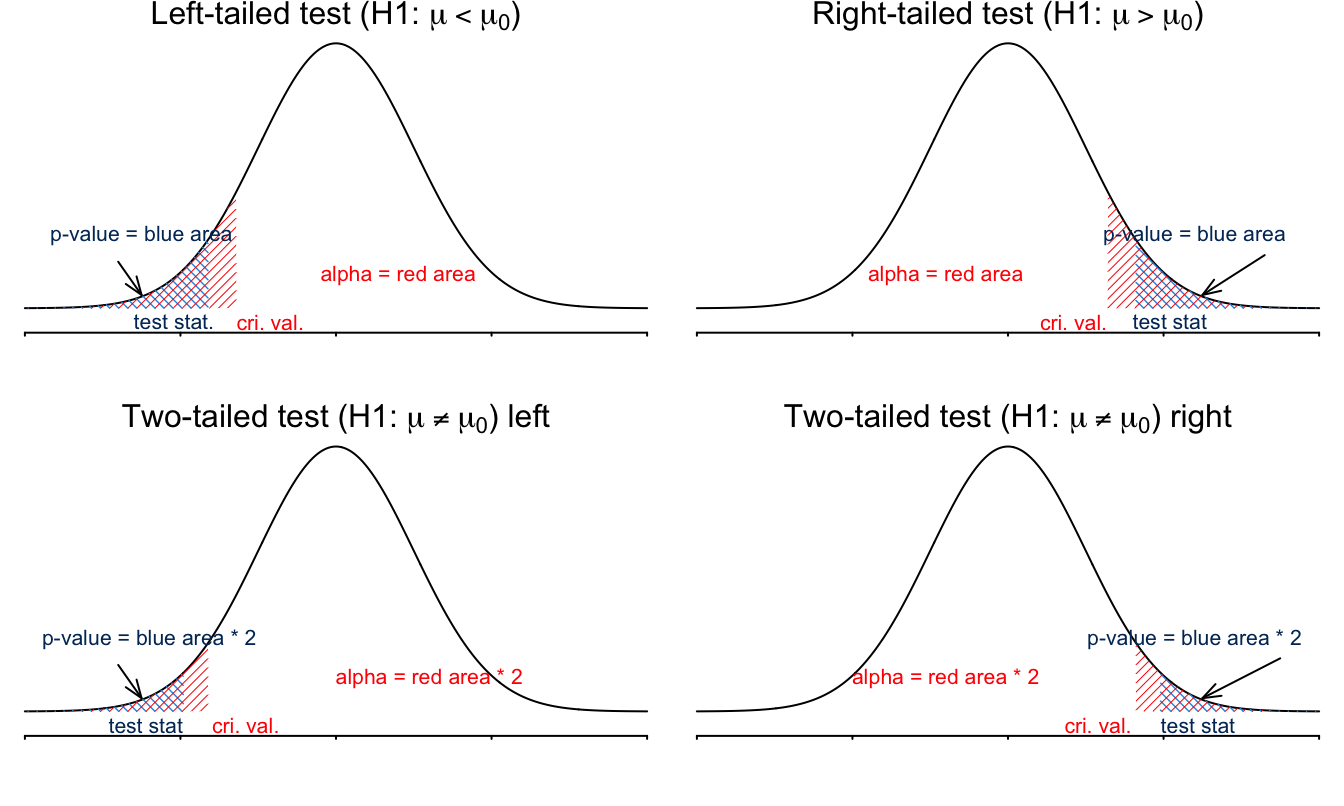 Left-tailed test (H1: μ < μ0)
p-value = blue area
alpha = red area
test stat.
cri. val.
Right-tailed test (H1: μ > μ0)
p-value = blue area
alpha = red area
cri. val.
test stat
Two-tailed test (H1: μ ≠ μ0) left
p-value = blue area * 2
alpha = red area * 2
test stat
cri. val.
Two-tailed test (H1: μ ≠ μ0) right
p-value = blue area * 2
alpha = red area * 2
cri. val.
test stat